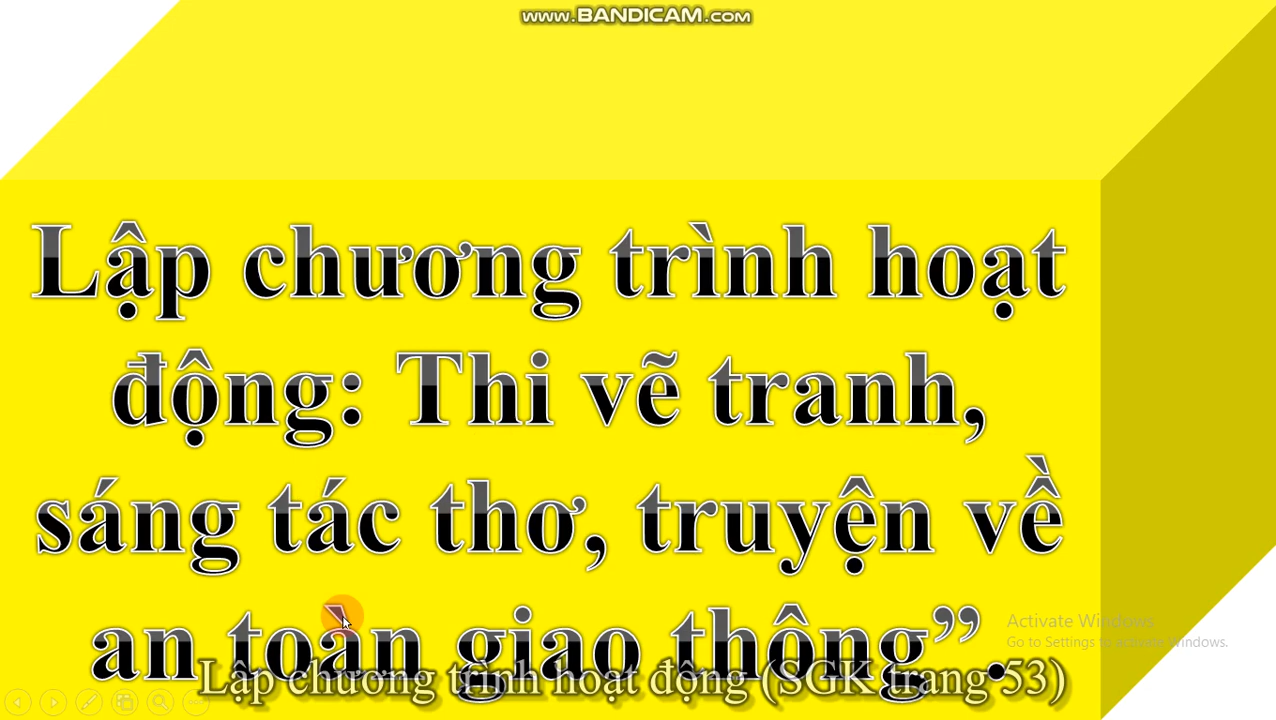 www.BANDICAM.com
Lập chương trình hoạt
động: Thi vẽ tranh,
sáng tác thơ, truyện về
an toàn giao thông”.
Activate Windows
Go to Settings to activate Windows.
Lập chương trình hoạt động (SGK trang 53)